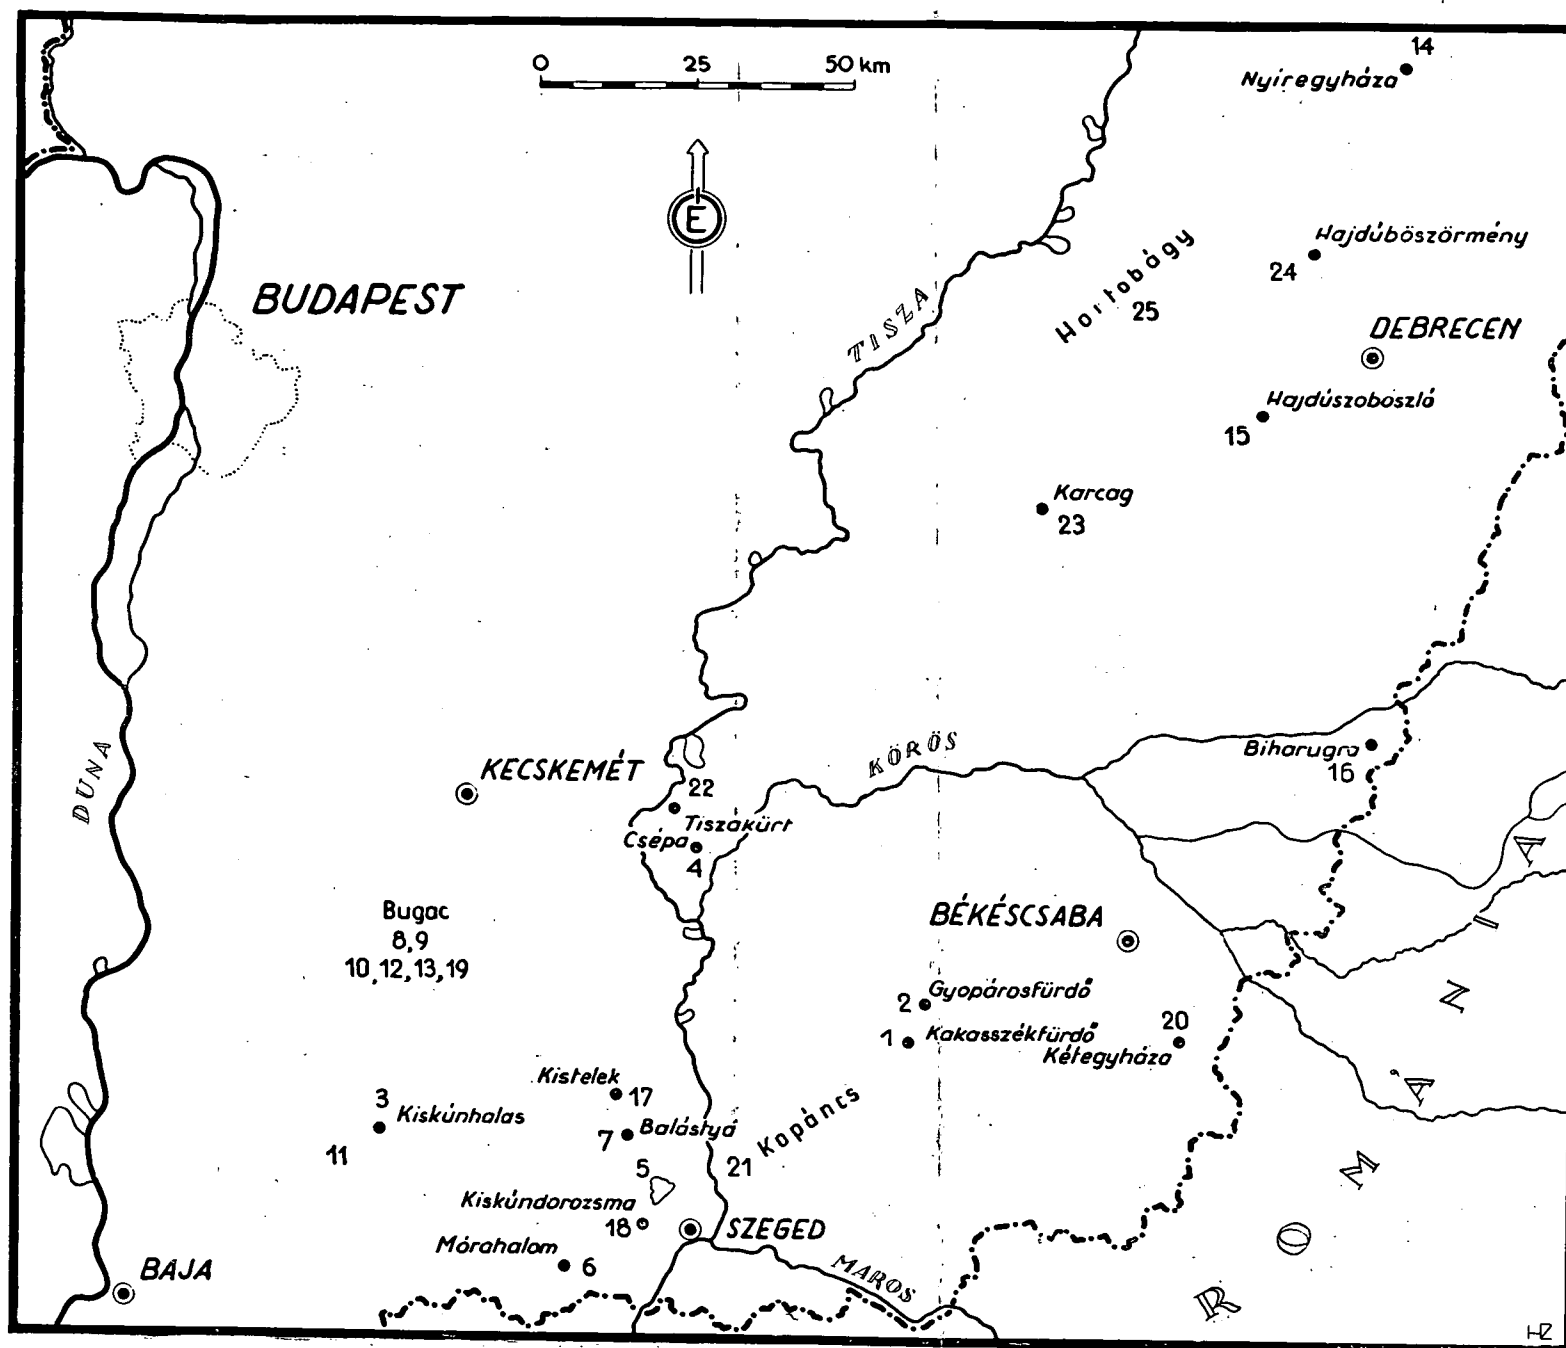 14
0 25 50 km
Nyíregyháza
E
Hajdúböszörmény
24
Hortobágy
25
BUDAPEST
TISZA
DEBRECEN
Hajdúszoboszló
15
Karcag
23
DUNA
KÖRÖS
Biharugra
16
KECSKEMÉT
22
Tiszakürt
Csépa
4
Bugac
8,9
10,12,13,19
BÉKÉSCSABA
2 Gyopárosfürdő
1 Kakasszékfürdő
20
Kétegyháza
Kistelek
17
3
Kiskúnhalas
11
7 Balástya
Kopáncs
21
5
Kiskúndorozsma
18
SZEGED
Mórahalom
6
BAJA
MAROS
ROMÁNIA
HZ